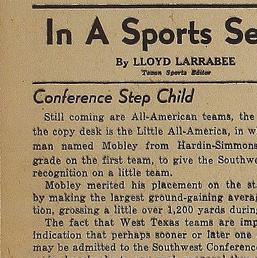 In A Sports Se
By LLOYD LARRABEE
Texan Sports Editor
Conference Step Child
Still coming are All-American teams, the
the copy desk is the Little All-America, in w
man named Mobley from Hardin-Simmons
grade on the first team, to give the Southwe
recognition on a little team.
Mobley merited his placement on the st
by making the largest ground-gaining avera
tion, grossing a little over 1,200 yards durin
The fact that West Texas teams are imp
indication that perhaps sooner or later one
may be admitted to the Southwest Conferenc